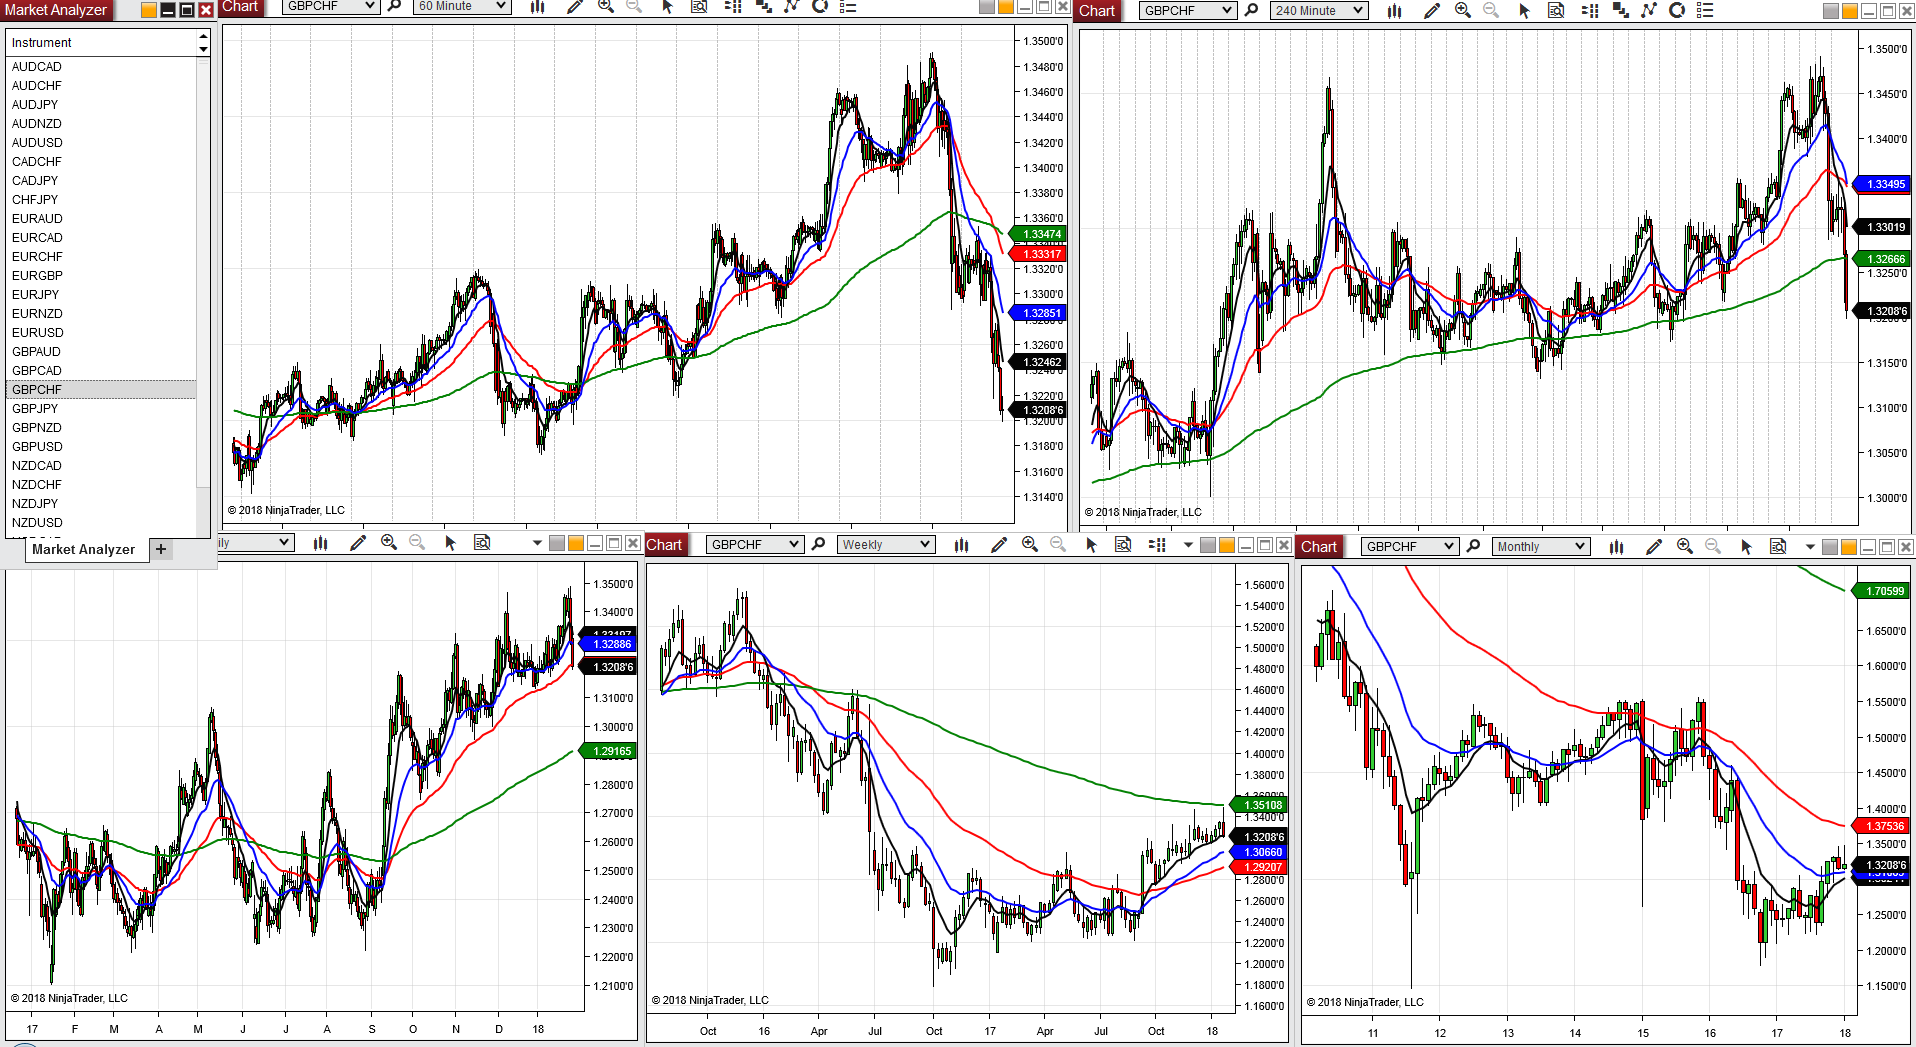 Market Analyzer
Instrument
AUDCAD
AUDCHF
AUDJPY
AUDNZD
AUDUSD
CADCHF
CADJPY
CHFJPY
EURAUD
EURCAD
EURCHF
EURGBP
EURJPY
EURNZD
EURUSD
GBPAUD
GBPCAD
GBPCHF
GBPJPY
GBPNZD
GBPUSD
NZDCAD
NZDCHF
NZDJPY
NZDUSD
Market Analyzer +
Chart GBPCHF 60 Minute
1.3500'0
1.3480'0
1.3460'0
1.3440'0
1.3420'0
1.3400'0
1.3380'0
1.3360'0
1.33474
1.33317
1.3320'0
1.3300'0
1.32851
1.3260'0
1.32462
1.3220'0
1.3208'6
1.3200'0
1.3180'0
1.3160'0
1.3140'0
© 2018 NinjaTrader, LLC
Chart GBPCHF 240 Minute
1.3500'0
1.3450'0
1.3400'0
1.33495
1.33019
1.32666
1.3250'0
1.3208'6
1.3150'0
1.3100'0
1.3050'0
1.3000'0
© 2018 NinjaTrader, LLC
ily
1.3500'0
1.3400'0
1.32886
1.3208'6
1.3100'0
1.3000'0
1.29165
1.2800'0
1.2700'0
1.2600'0
1.2500'0
1.2400'0
1.2300'0
1.2200'0
1.2100'0
© 2018 NinjaTrader, LLC
17 F M A M J J A S O N D 18
Chart GBPCHF Weekly
1.5600'0
1.5400'0
1.5200'0
1.5000'0
1.4800'0
1.4600'0
1.4400'0
1.4200'0
1.4000'0
1.3800'0
1.35108
1.3400'0
1.3208'6
1.30660
1.29207
1.2800'0
1.2600'0
1.2400'0
1.2200'0
1.2000'0
1.1800'0
1.1600'0
© 2018 NinjaTrader, LLC
Oct 16 Apr Jul Oct 17 Apr Jul Oct 18
Chart GBPCHF Monthly
1.70599
1.6500'0
1.6000'0
1.5500'0
1.5000'0
1.4500'0
1.4000'0
1.37536
1.3500'0
1.3208'6
1.2500'0
1.2000'0
1.1500'0
© 2018 NinjaTrader, LLC
11 12 13 14 15 16 17 18